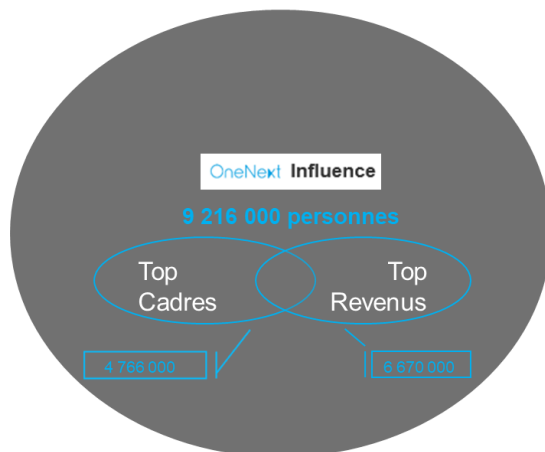 OneNext Influence
9 216 000 personnes
Top
Cadres
Top
Revenus
4 766 000
6 670 000